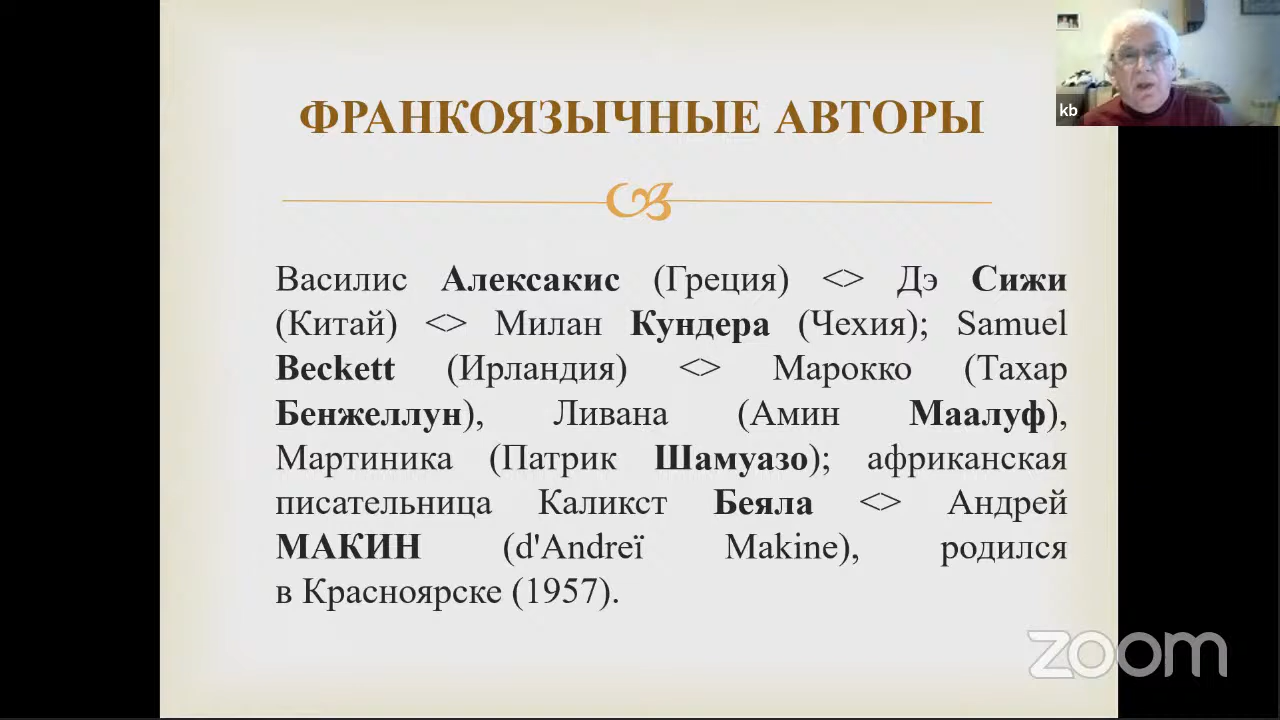 ФРАНКОЯЗЫЧНЫЕ АВТОРЫ
kb
Василис Алексакис (Греция) <> Дэ Сижи
(Китай) <> Милан Кундера (Чехия); Samuel
Beckett (Ирландия) <> Марокко (Тахар
Бенжеллун), Ливана (Амин Маалуф),
Мартиника (Патрик Шамуазо); африканская
писательница Каликст Беяла <> Андрей
МАКИН (d'Andreï Makine), родился
в Красноярске (1957).
zoom